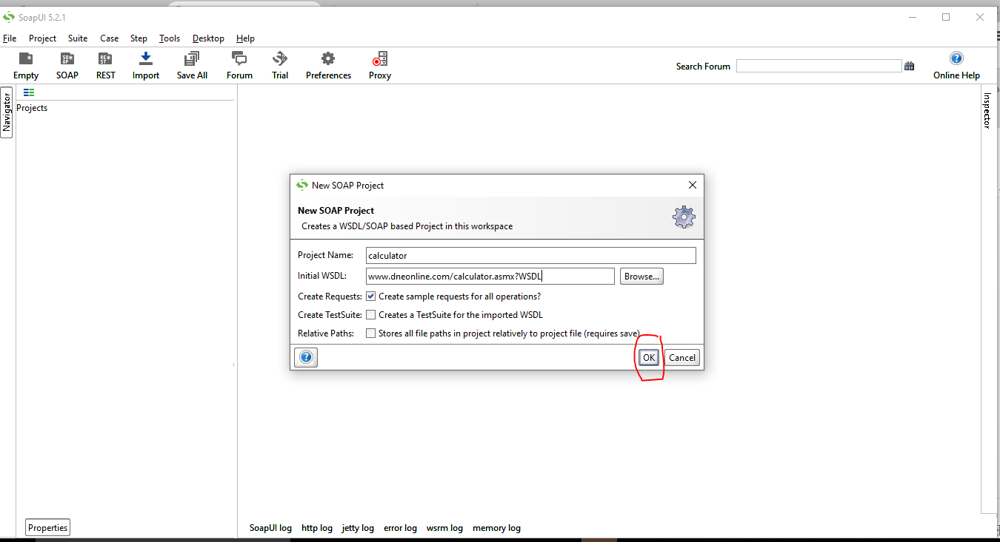 SoapUI 5.2.1
File Project Suite Case Step Tools Desktop Help
Empty SOAP REST Import Save All Forum Trial Preferences Proxy Search Forum Online Help
Navigator
Projects
Inspector
New SOAP Project
New SOAP Project
Creates a WSDL/SOAP based Project in this workspace
Project Name: calculator
Initial WSDL: www.dneonline.com/calculator.asmx?WSDL Browse...
Create Requests: Create sample requests for all operations?
Create TestSuite: Creates a TestSuite for the imported WSDL
Relative Paths: Stores all file paths in project relatively to project file (requires save)
OK Cancel
Properties SoapUI log http log jetty log error log wsrm log memory log